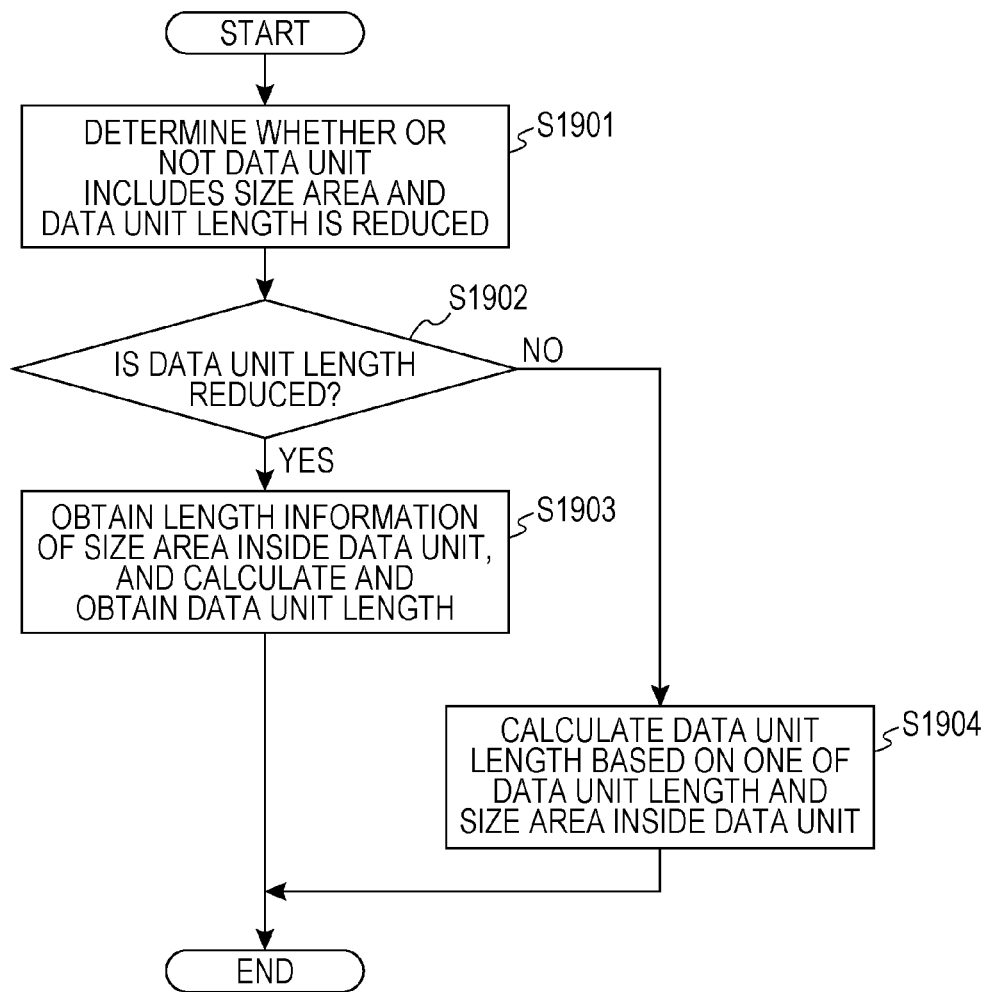 START
S1901
DETERMINE WHETHER OR
NOT DATA UNIT
INCLUDES SIZE AREA AND
DATA UNIT LENGTH IS REDUCED
S1902
IS DATA UNIT LENGTH
REDUCED?
NO
YES
S1903
OBTAIN LENGTH INFORMATION
OF SIZE AREA INSIDE DATA UNIT,
AND CALCULATE AND
OBTAIN DATA UNIT LENGTH
S1904
CALCULATE DATA UNIT
LENGTH BASED ON ONE OF
DATA UNIT LENGTH AND
SIZE AREA INSIDE DATA UNIT
END